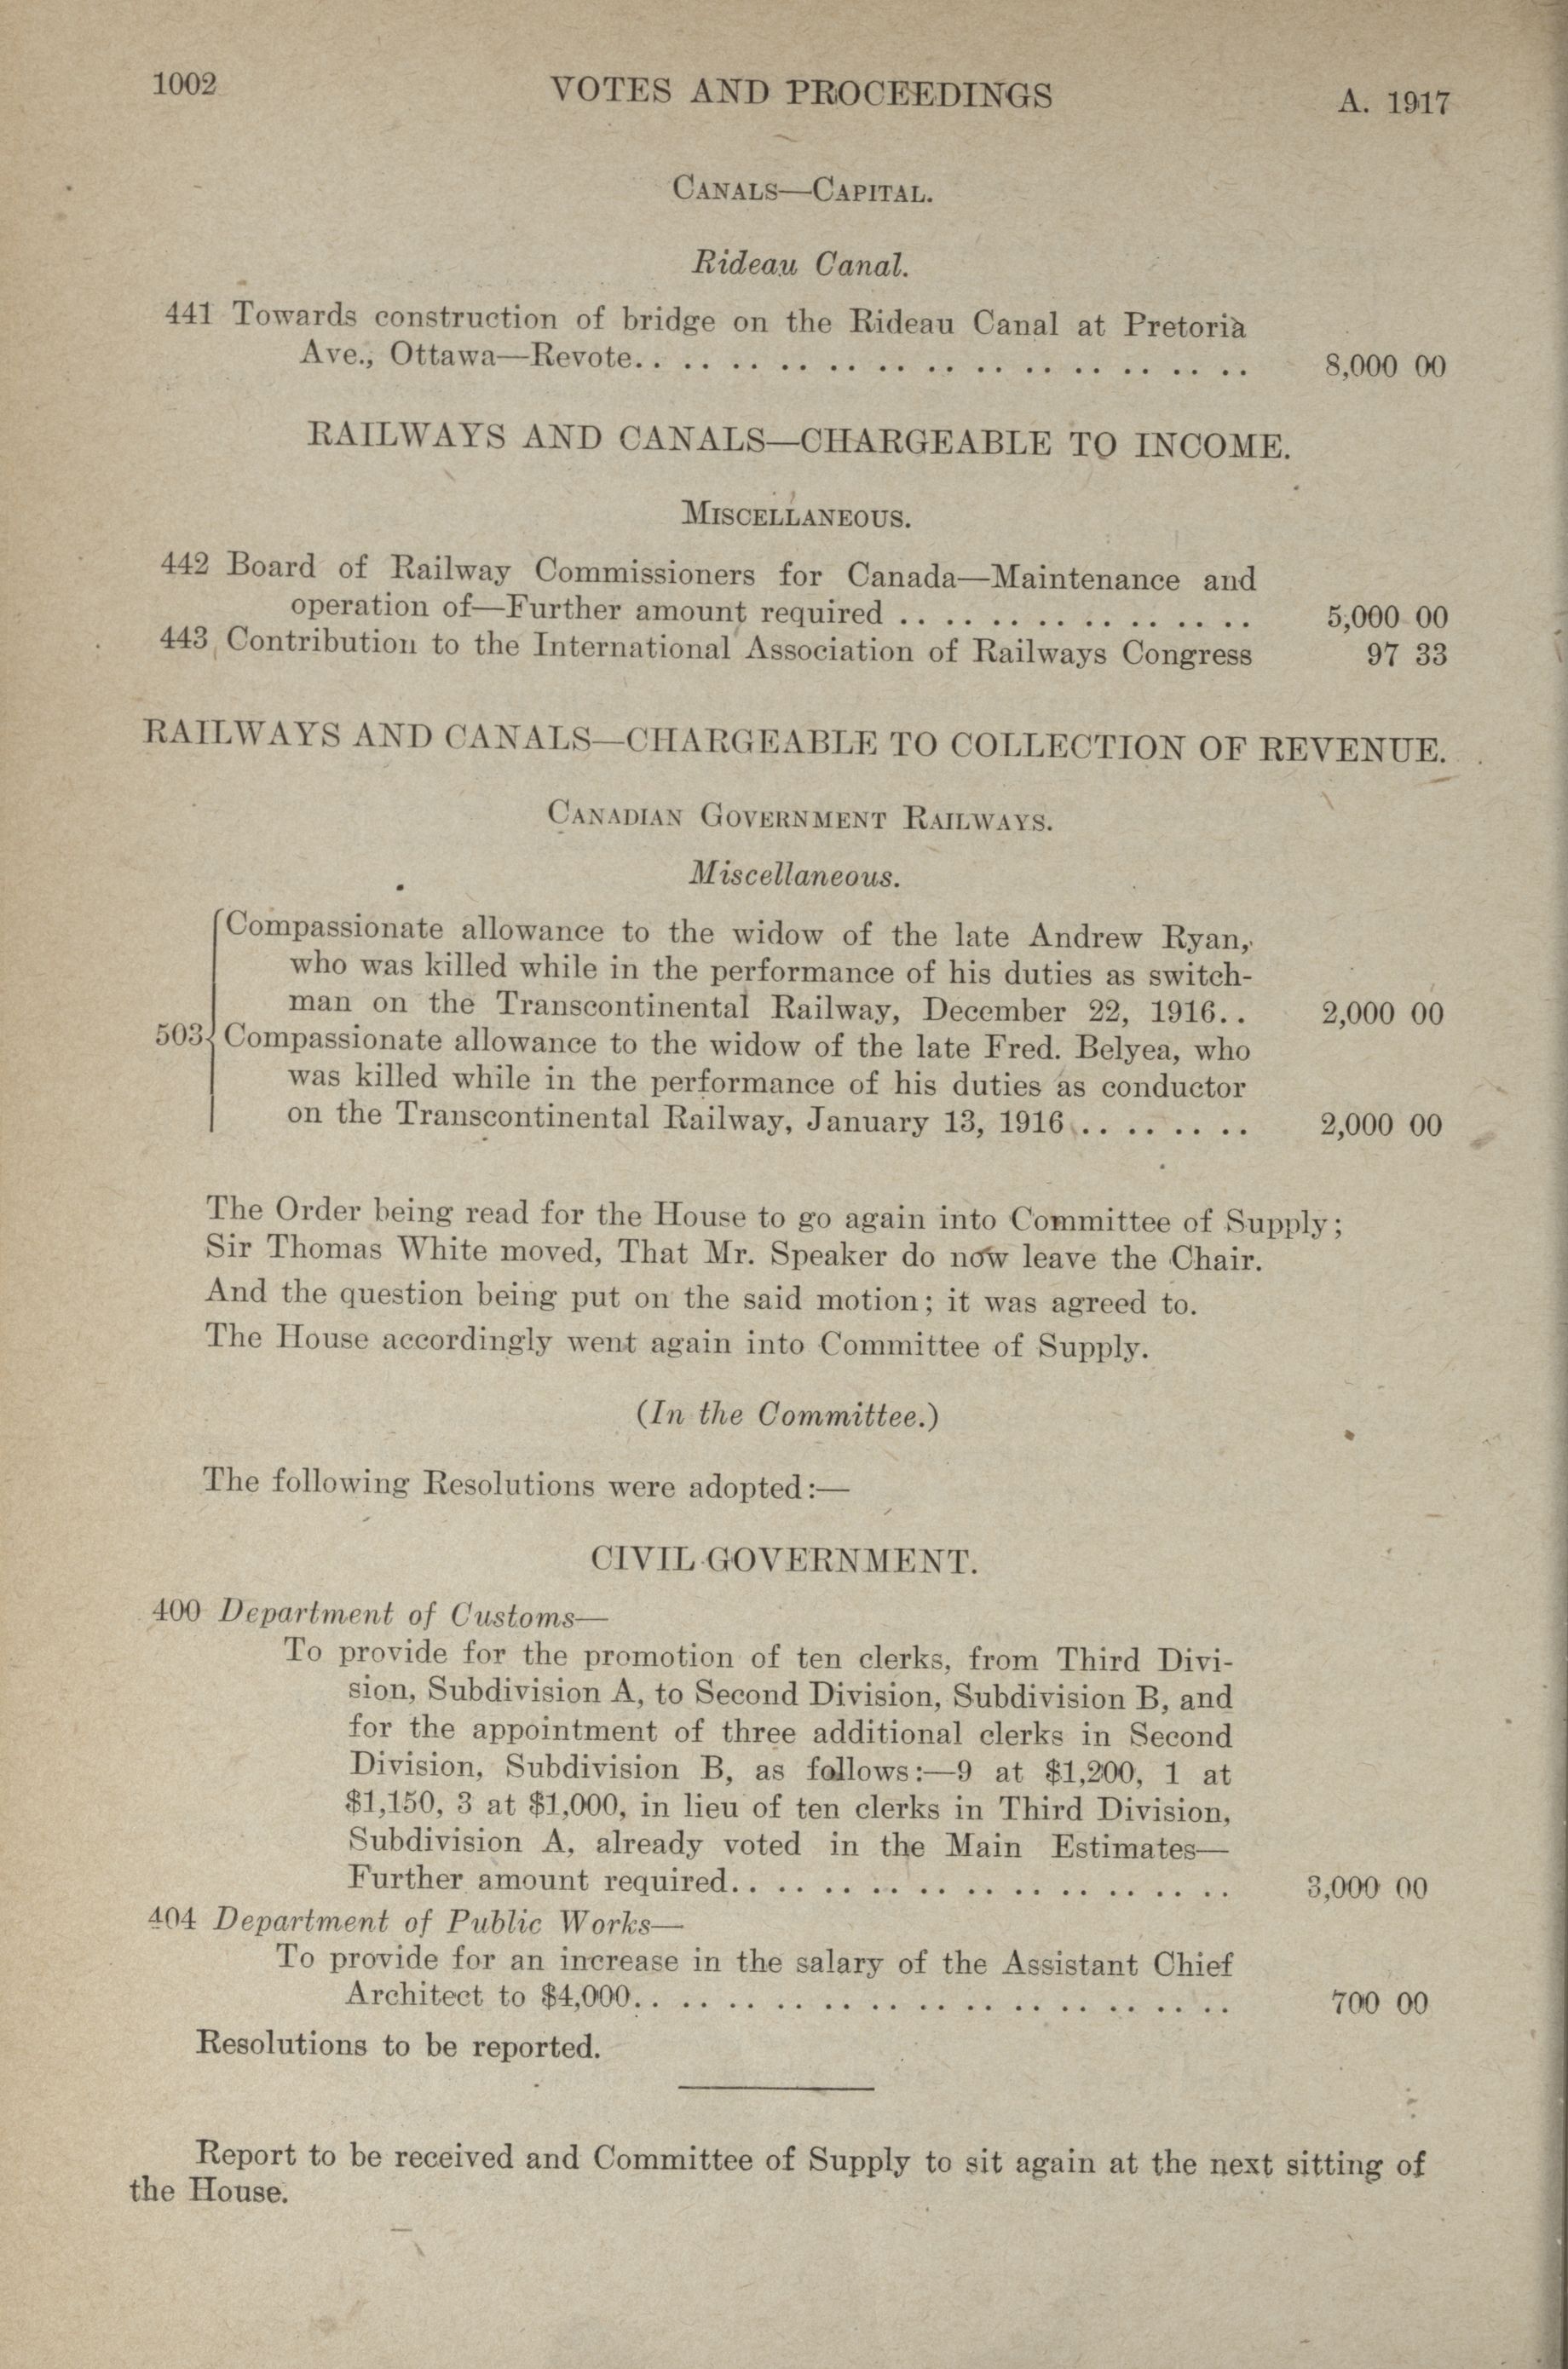 1002 VOTES AND PROCEEDINGS A. 1917
CANALS—CAPITAL.
Rideau Canal.
441 Towards construction of bridge on the Rideau Canal at Pretoria
Ave., Ottawa—Revote. . . . . . . . . . . . . . . . . . . . . . . . . . 8,000 00
RAILWAYS AND CANALS—CHARGEABLE TO INCOME.
MISCELLANEOUS.
442 Board of Railway Commissioners for Canada—Maintenance and
operation of—Further amount required . . . . . . . . . . . . . . . . 5,000 00
443 Contribution to the International Association of Railways Congress 97 33
RAILWAYS AND CANALS—CHARGEABLE TO COLLECTION OF REVENUE.
CANADIAN GOVERNMENT RAILWAYS.
Miscellaneous.
Compassionate allowance to the widow of the late Andrew Ryan,
who was killed while in the performance of his duties as switch-
man on the Transcontinental Railway, December 22, 1916. . 2,000 00
503 Compassionate allowance to the widow of the late Fred. Belyea, who
was killed while in the performance of his duties as conductor
on the Transcontinental Railway, January 13, 1916 . . . . . . . . 2,000 00
The Order being read for the House to go again into Committee of Supply;
Sir Thomas White moved, That Mr. Speaker do now leave the Chair.
And the question being put on the said motion; it was agreed to.
The House accordingly went again into Committee of Supply.
(In the Committee.)
The following Resolutions were adopted:—
CIVIL GOVERNMENT.
400 Department of Customs—
To provide for the promotion of ten clerks, from Third Divi-
sion, Subdivision A, to Second Division, Subdivision B, and
for the appointment of three additional clerks in Second
Division, Subdivision B, as follows:—9 at $1,200, 1 at
$1,150, 3 at $1,000, in lieu of ten clerks in Third Division,
Subdivision A, already voted in the Main Estimates—
Further amount required. . . . . . . . . . . . . . . . . . . . . . 3,000 00
404 Department of Public Works—
To provide for an increase in the salary of the Assistant Chief
Architect to $4,000. . . . . . . . . . . . . . . . . . . . . . . . . . 700 00
Resolutions to be reported.
Report to be received and Committee of Supply to sit again at the next sitting of
the House.